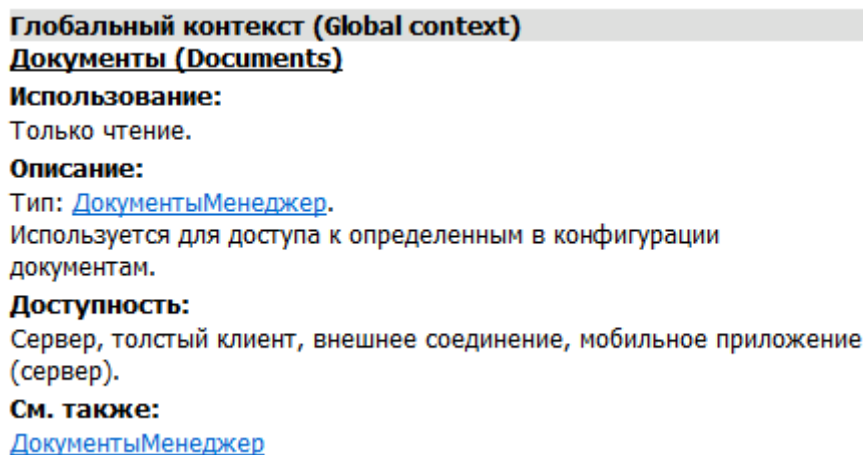 Глобальный контекст (Global context)
Документы (Documents)
Использование:
Только чтение.
Описание:
Тип: ДокументыМенеджер.
Используется для доступа к определенным в конфигурации
документам.
Доступность:
Сервер, толстый клиент, внешнее соединение, мобильное приложение
(сервер).
См. также:
ДокументыМенеджер